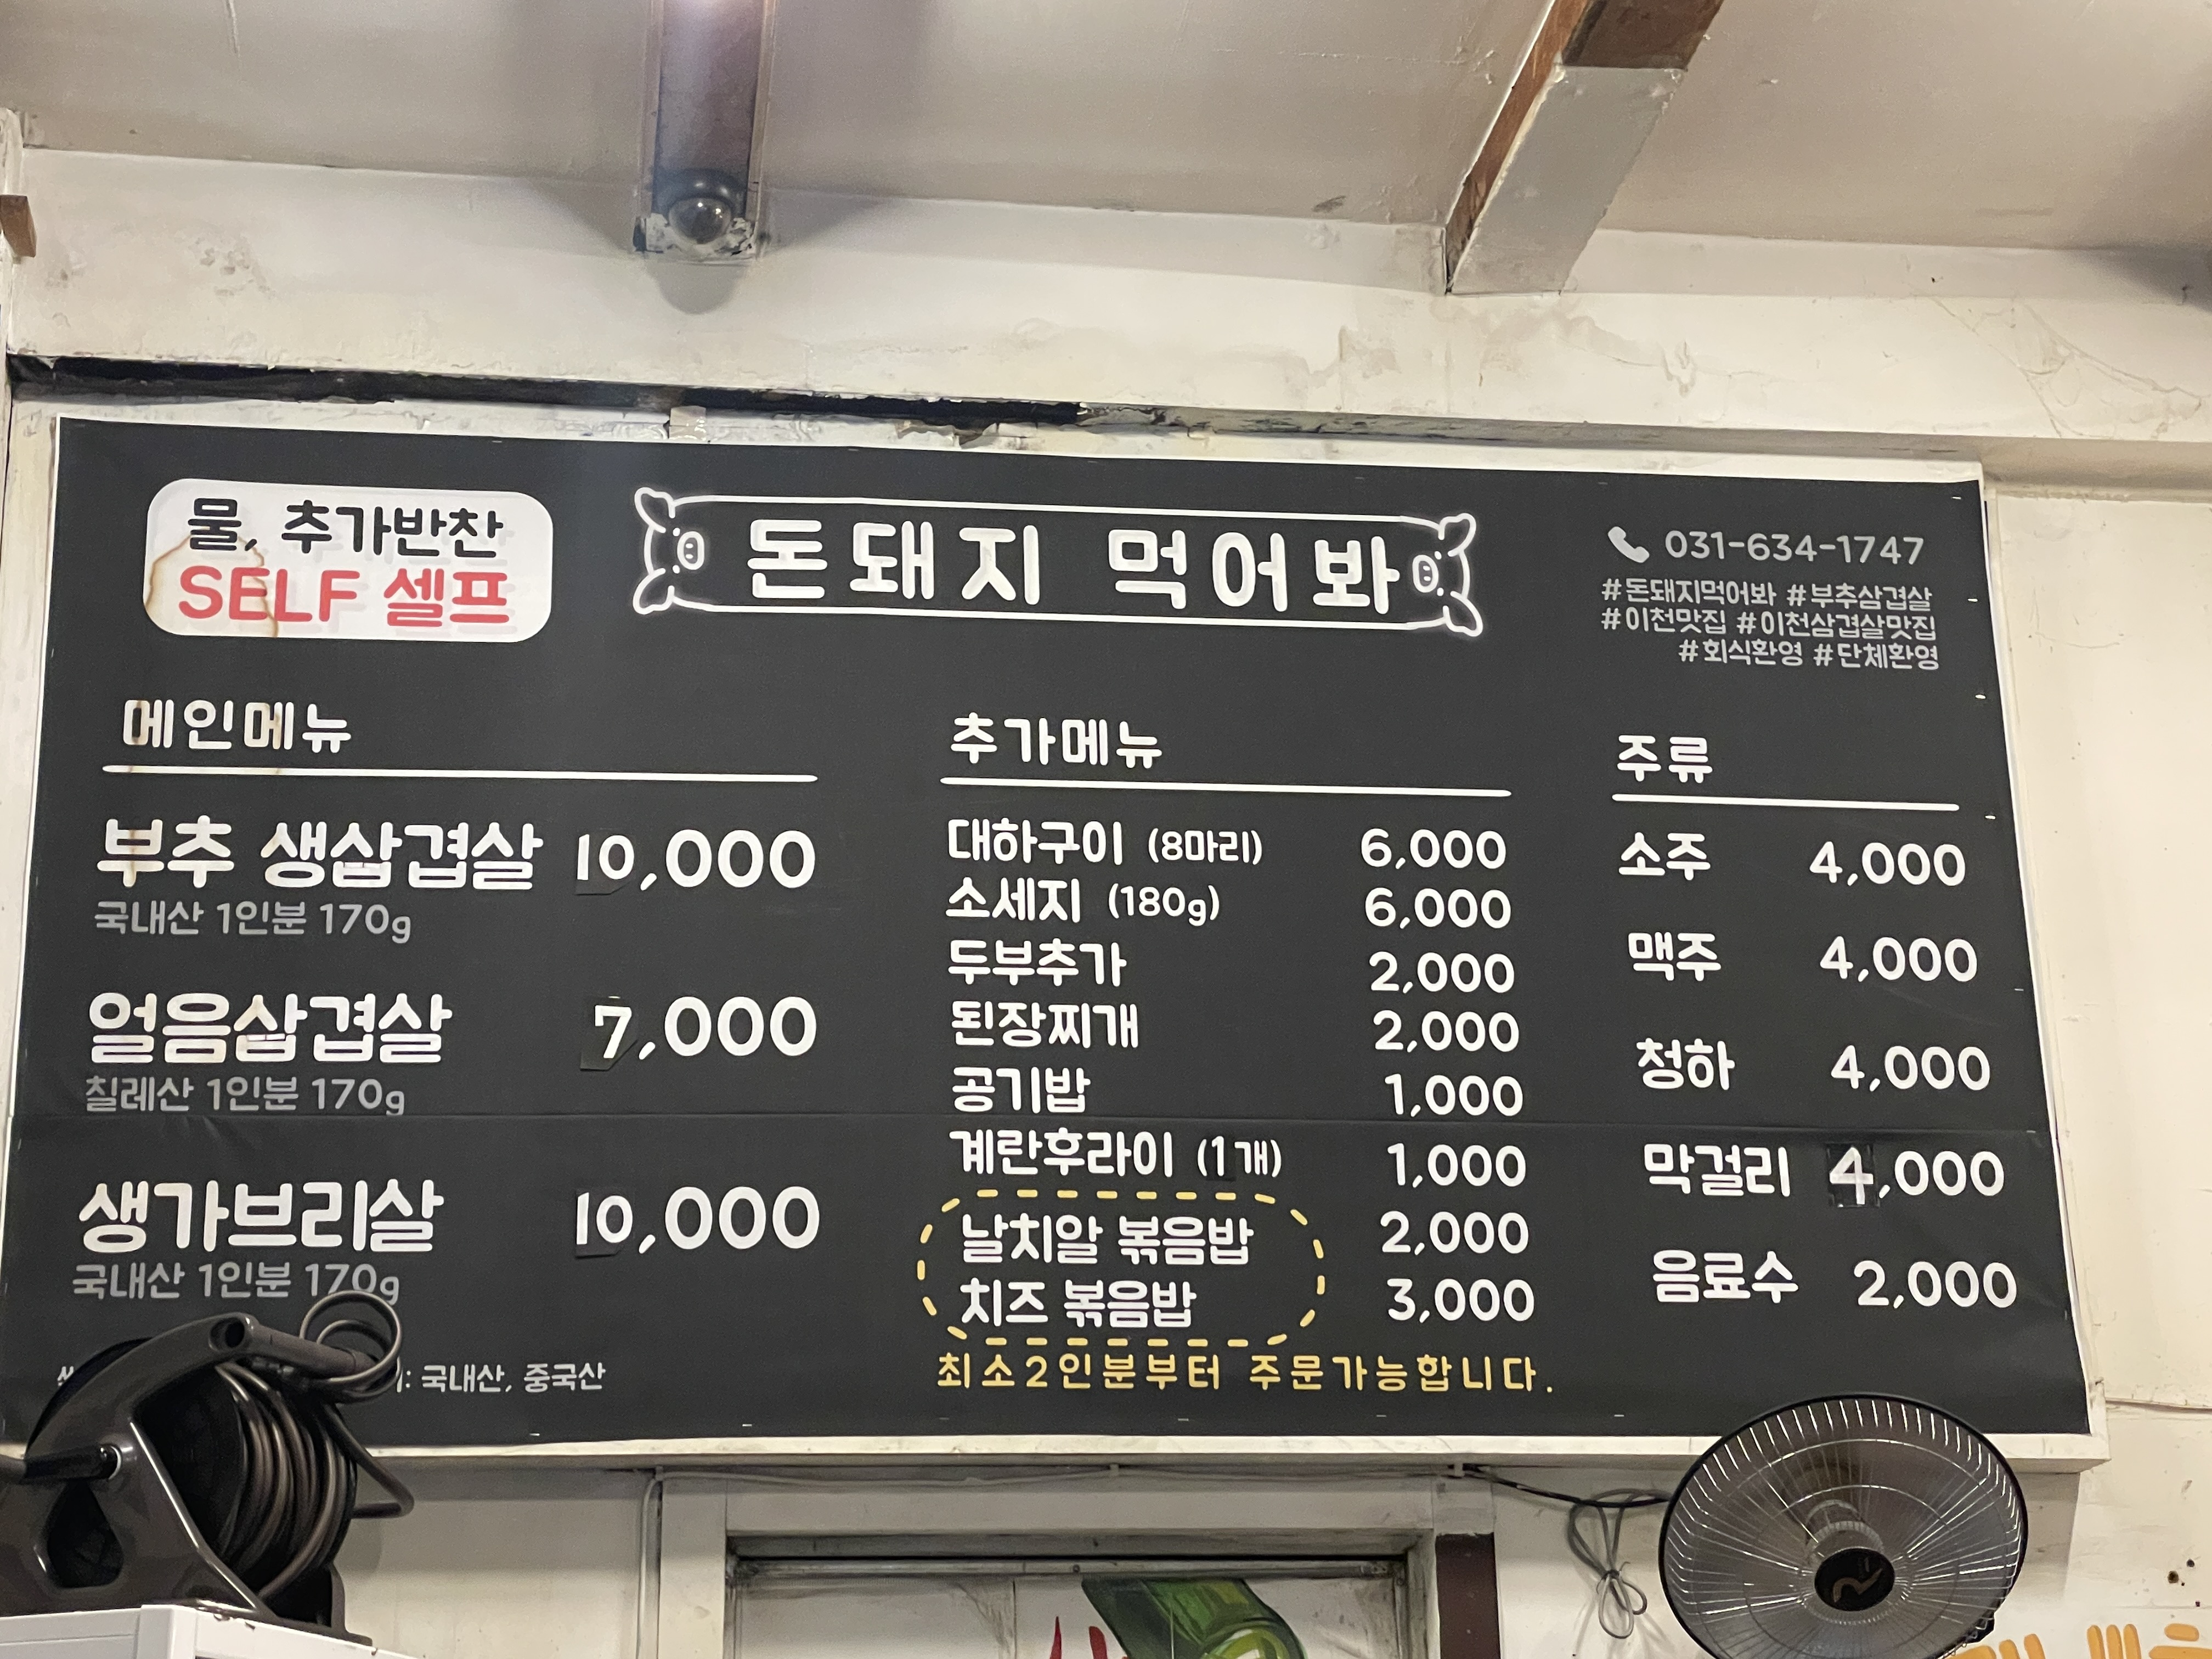 물, 추가반찬
SELF 셀프
돈돼지 먹어봐
031-634-1747
#돈돼지먹어봐 #부추삼겹살
#이천맛집 #이천삼겹살맛집
#회식환영 #단체환영
메인메뉴
부추 생삼겹살 10,000
국내산 1인분 170g
얼음삼겹살 7,000
칠레산 1인분 170g
생가브리살 10,000
국내산 1인분 170g
: 국내산, 중국산
추가메뉴
대하구이 (8마리) 6,000
소세지 (180g) 6,000
두부추가 2,000
된장찌개 2,000
공기밥 1,000
계란후라이 (1개) 1,000
날치알 볶음밥 2,000
치즈 볶음밥 3,000
최소2인분부터 주문가능합니다.
주류
소주 4,000
맥주 4,000
청하 4,000
막걸리 4,000
음료수 2,000